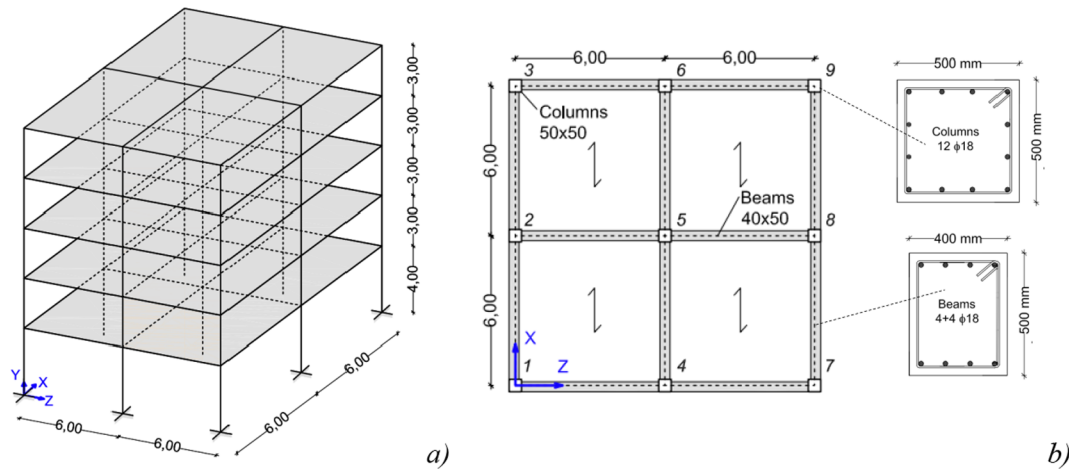 3,00
3,00
3,00
3,00
4,00
Y
X
Z
6,00
6,00
6,00
6,00
a)
6,00
6,00
3
6
9
Columns
50x50
6,00
6,00
2
5
8
Beams
40x50
X
Z
1
4
7
500 mm
Columns
12 ϕ18
500 mm
400 mm
Beams
4+4 ϕ18
500 mm
b)